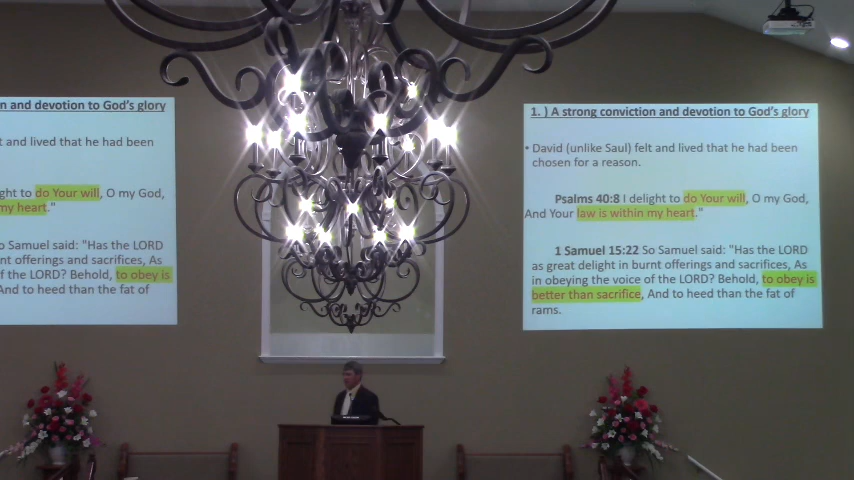 n and devotion to God's glory
t and lived that he had been
ght to do Your will, O my God,
my heart."
o Samuel said: "Has the LORD
nt offerings and sacrifices, As
f the LORD? Behold, to obey is
And to heed than the fat of
1. ) A strong conviction and devotion to God's glory
• David (unlike Saul) felt and lived that he had been
chosen for a reason.
Psalms 40:8 I delight to do Your will, O my God,
And Your law is within my heart."
1 Samuel 15:22 So Samuel said: "Has the LORD
as great delight in burnt offerings and sacrifices, As
in obeying the voice of the LORD? Behold, to obey is
better than sacrifice, And to heed than the fat of
rams.